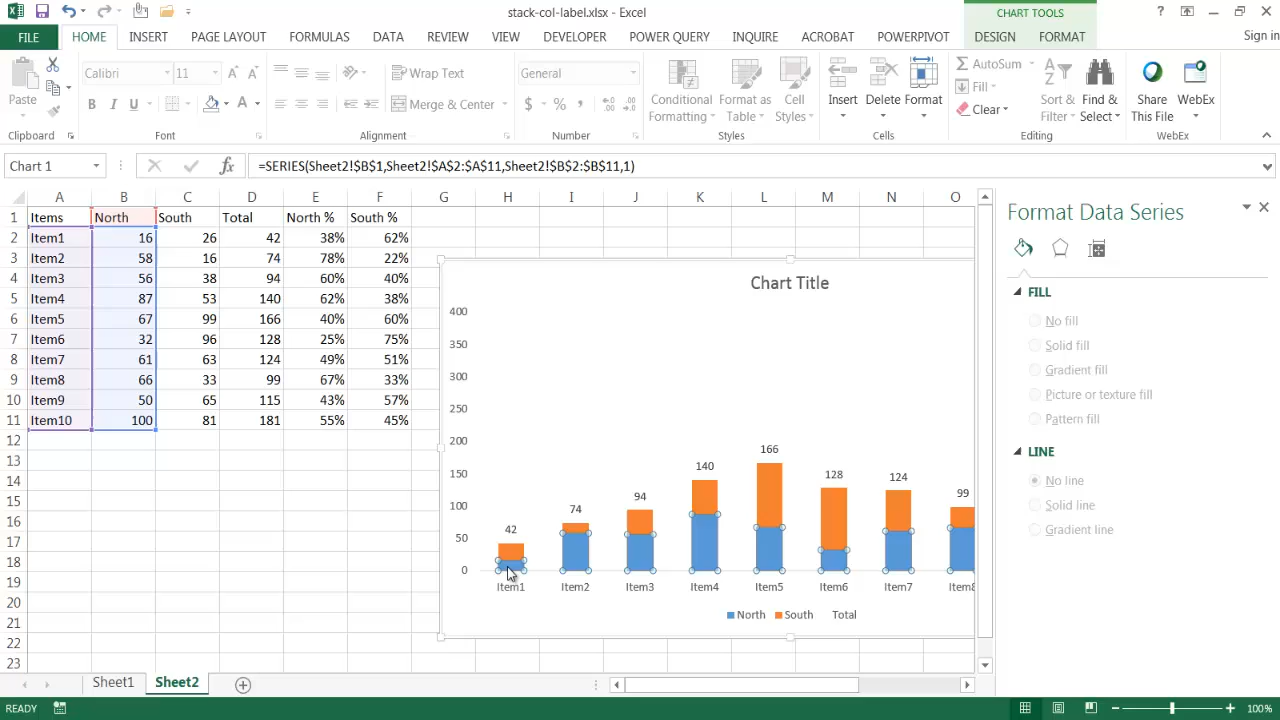 stack-col-label.xlsx - Excel
CHART TOOLS
?
FILE HOME INSERT PAGE LAYOUT FORMULAS DATA REVIEW VIEW DEVELOPER POWER QUERY INQUIRE ACROBAT POWERPIVOT DESIGN FORMAT Sign in
Paste
Calibri 11
B I U
A A
Wrap Text
Merge & Center
General
$ % ,
Conditional Formatting
Format as Table
Cell Styles
Insert Delete Format
AutoSum
Fill
Clear
Sort & Filter
Find & Select
Share This File
WebEx
Clipboard Font Alignment Number Styles Cells Editing WebEx
Chart 1 fx =SERIES(Sheet2!$B$1,Sheet2!$A$2:$A$11,Sheet2!$B$2:$B$11,1)
A B C D E F G H I J K L M N O
1 Items North South Total North % South %
2 Item1 16 26 42 38% 62%
3 Item2 58 16 74 78% 22%
4 Item3 56 38 94 60% 40%
5 Item4 87 53 140 62% 38%
6 Item5 67 99 166 40% 60%
7 Item6 32 96 128 25% 75%
8 Item7 61 63 124 49% 51%
9 Item8 66 33 99 67% 33%
10 Item9 50 65 115 43% 57%
11 Item10 100 81 181 55% 45%
12
13
14
15
16
17
18
19
20
21
22
23
Chart Title
400
350
300
250
200
150
100
50
0
42 74 94 140 166 128 124 99
Item1 Item2 Item3 Item4 Item5 Item6 Item7 Item8
North South Total
Format Data Series
FILL
No fill
Solid fill
Gradient fill
Picture or texture fill
Pattern fill
LINE
No line
Solid line
Gradient line
Sheet1 Sheet2
READY 100%